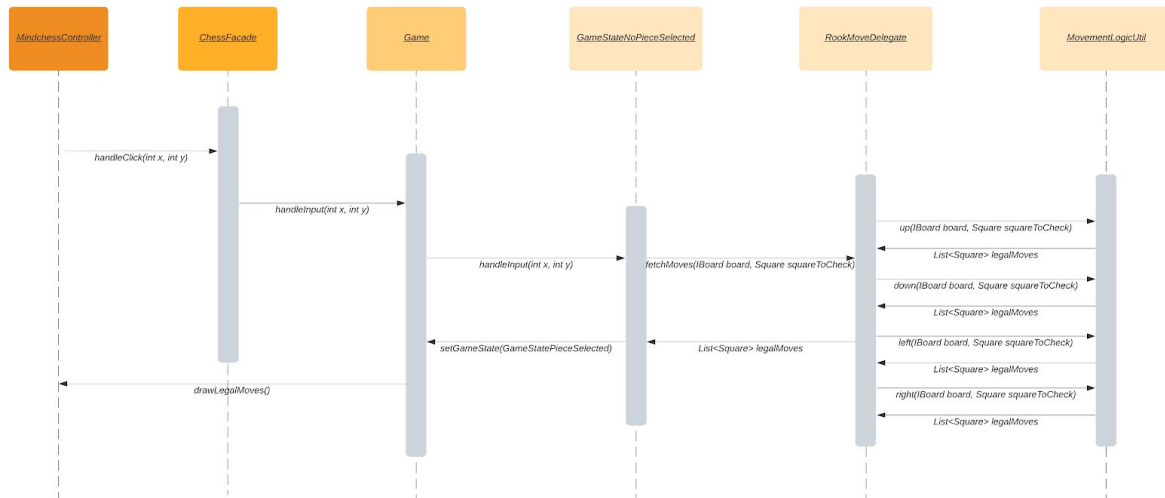 MindchessController
ChessFacade
Game
GameStateNoPieceSelected
RookMoveDelegate
MovementLogicUtil
handleClick(int x, int y)
handleInput(int x, int y)
up(IBoard board, Square squareToCheck)
List<Square> legalMoves
handleInput(int x, int y)
fetchMoves(IBoard board, Square squareToCheck)
down(IBoard board, Square squareToCheck)
List<Square> legalMoves
setGameState(GameStatePieceSelected)
List<Square> legalMoves
left(IBoard board, Square squareToCheck)
List<Square> legalMoves
drawLegalMoves()
right(IBoard board, Square squareToCheck)
List<Square> legalMoves